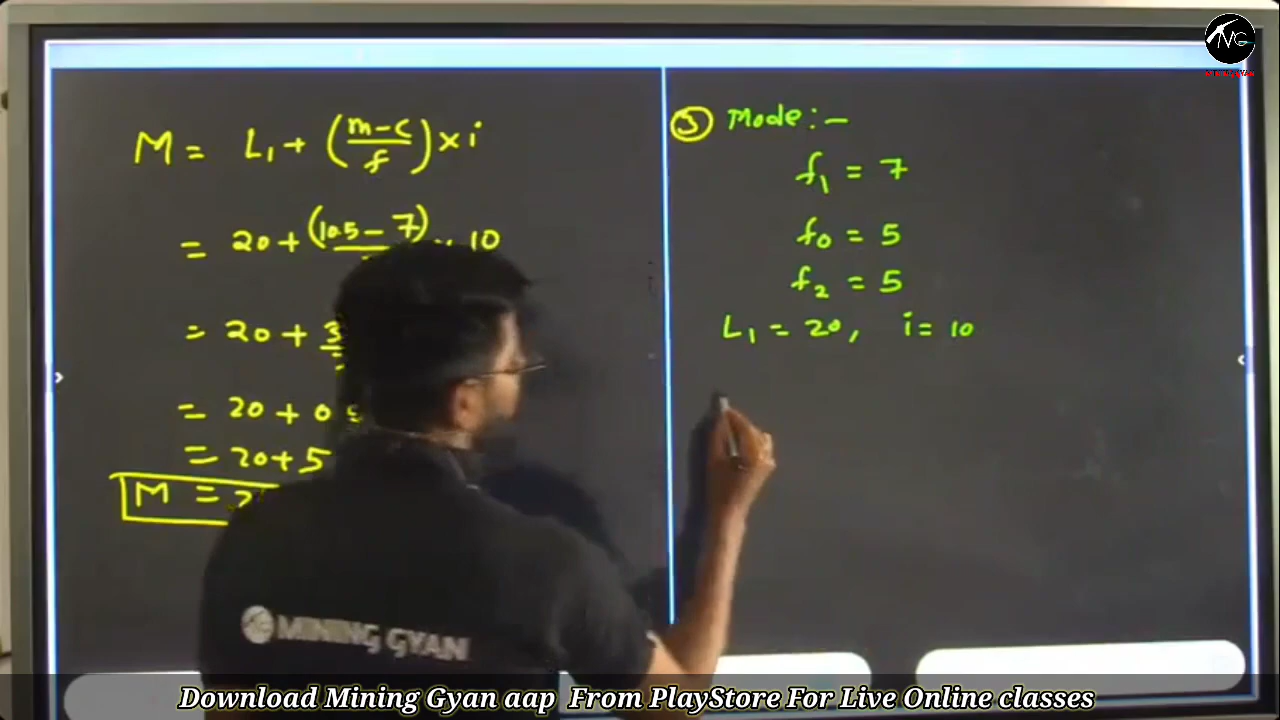 M = L₁ + (m-c/f) × i
= 20 + (10.5 - 7) 10
= 20 +
= 20 + 0
= 20 + 5
M =
③ Mode :-
f₁ = 7
f₀ = 5
f₂ = 5
L₁ = 20, i = 10
MINING GYAN
Download Mining Gyan aap From PlayStore For Live Online classes